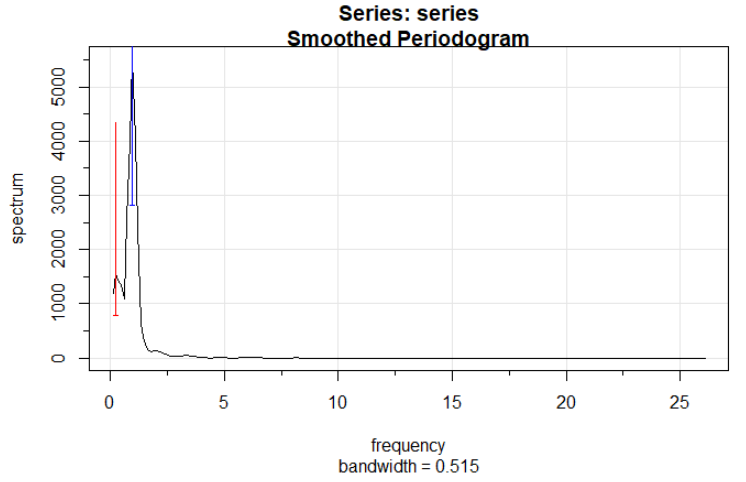 Series: series
Smoothed Periodogram
5000
4000
3000
2000
1000
0
spectrum
0 5 10 15 20 25
frequency
bandwidth = 0.515